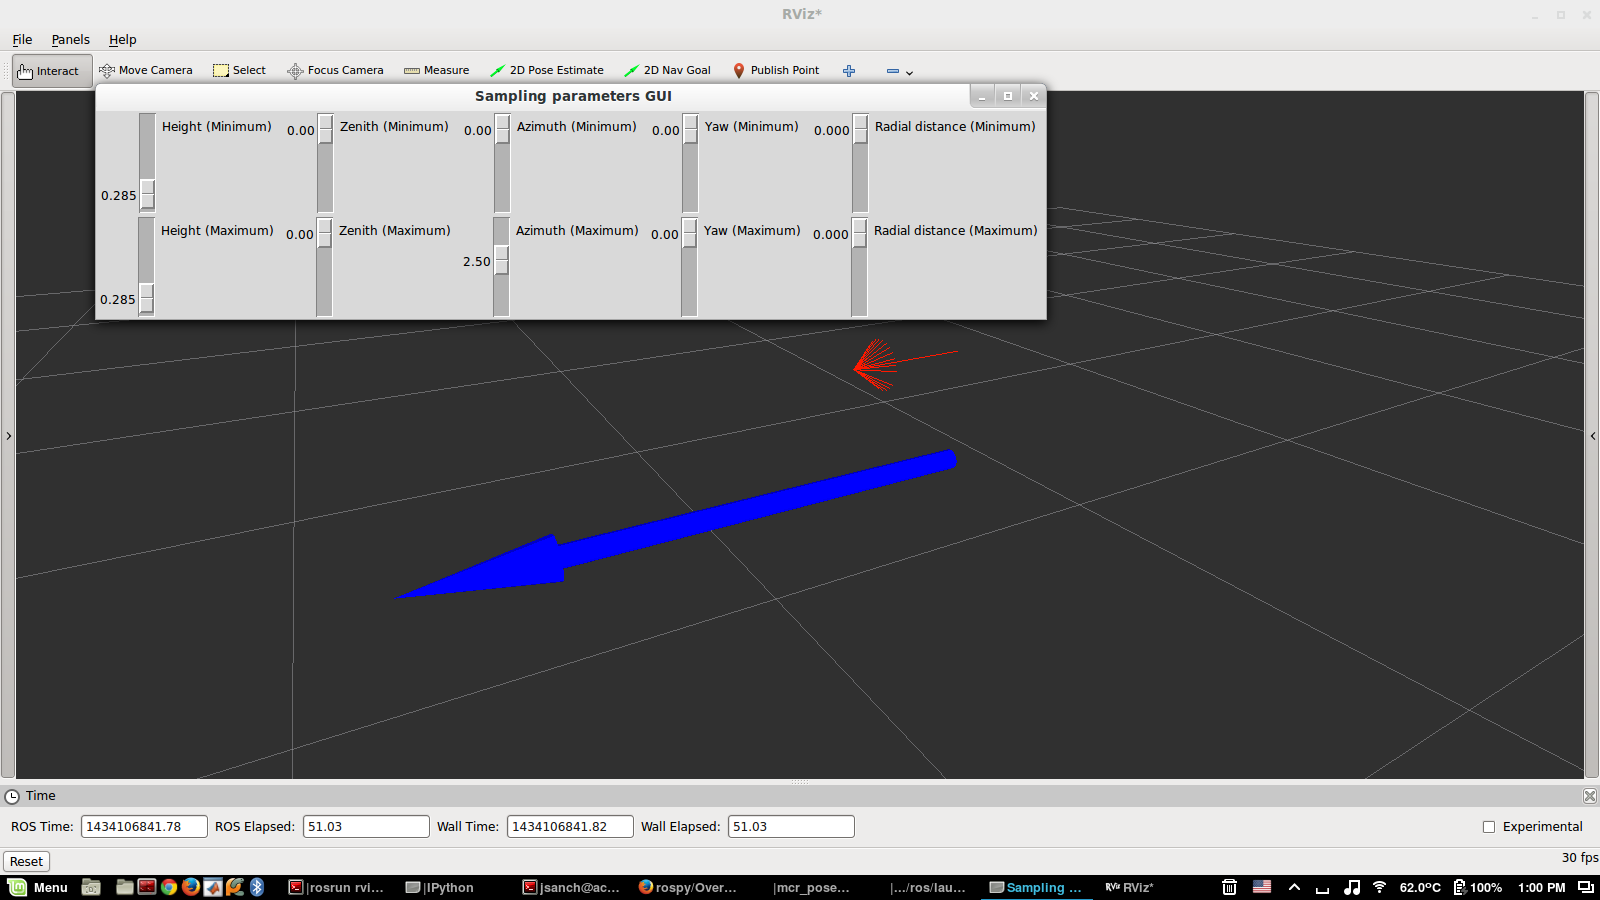 RViz*
File Panels Help
Interact Move Camera Select Focus Camera Measure 2D Pose Estimate 2D Nav Goal Publish Point
Sampling parameters GUI
Height (Minimum) 0.00 Zenith (Minimum) 0.00 Azimuth (Minimum) 0.00 Yaw (Minimum) 0.000 Radial distance (Minimum)
0.285
Height (Maximum) 0.00 Zenith (Maximum) Azimuth (Maximum) 0.00 Yaw (Maximum) 0.000 Radial distance (Maximum)
2.50
0.285
Time
ROS Time: 1434106841.78 ROS Elapsed: 51.03 Wall Time: 1434106841.82 Wall Elapsed: 51.03 Experimental
Reset 30 fps
Menu |rosrun rvi... |IPython |jsanch@ac... rospy/Over... |mcr_pose... |.../ros/lau... Sampling ... RViz* 62.0°C 100% 1:00 PM